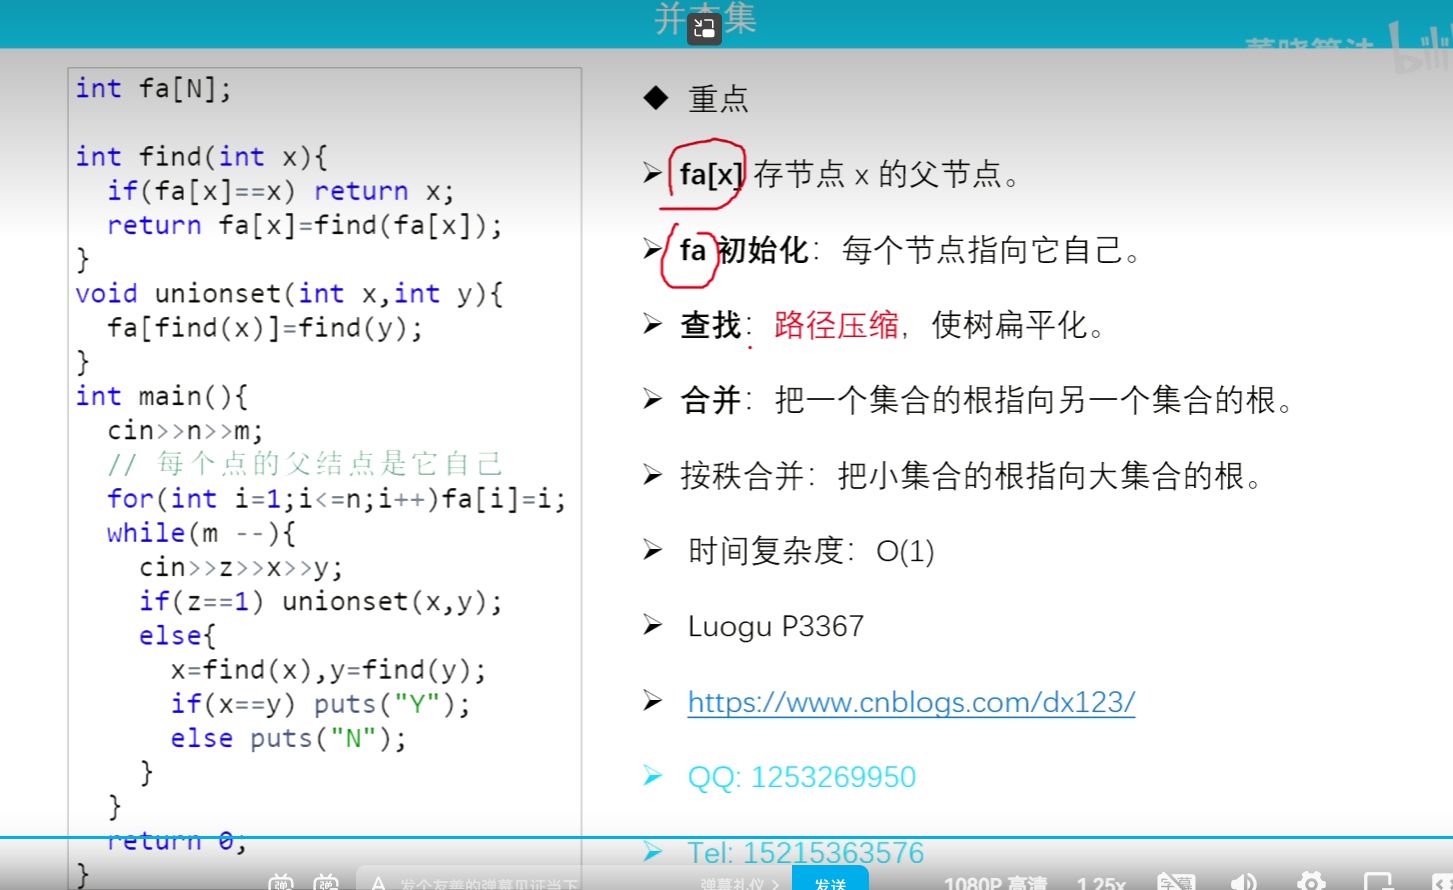 并查集
int fa[N];
int find(int x){
if(fa[x]==x) return x;
return fa[x]=find(fa[x]);
}
void unionset(int x,int y){
fa[find(x)]=find(y);
}
int main(){
cin>>n>>m;
// 每个点的父结点是它自己
for(int i=1;i<=n;i++)fa[i]=i;
while(m --){
cin>>z>>x>>y;
if(z==1) unionset(x,y);
else{
x=find(x),y=find(y);
if(x==y) puts("Y");
else puts("N");
}
}
return 0;
}
◆ 重点
➢ fa[x] 存节点 x 的父节点。
➢ fa 初始化：每个节点指向它自己。
➢ 查找：路径压缩，使树扁平化。
➢ 合并：把一个集合的根指向另一个集合的根。
➢ 按秩合并：把小集合的根指向大集合的根。
➢ 时间复杂度：O(1)
➢ Luogu P3367
➢ https://www.cnblogs.com/dx123/
➢ QQ: 1253269950
➢ Tel: 15215363576
发个友善的弹幕见证当下
弹幕礼仪 >
发送
1080P 高清
1.25x
字幕